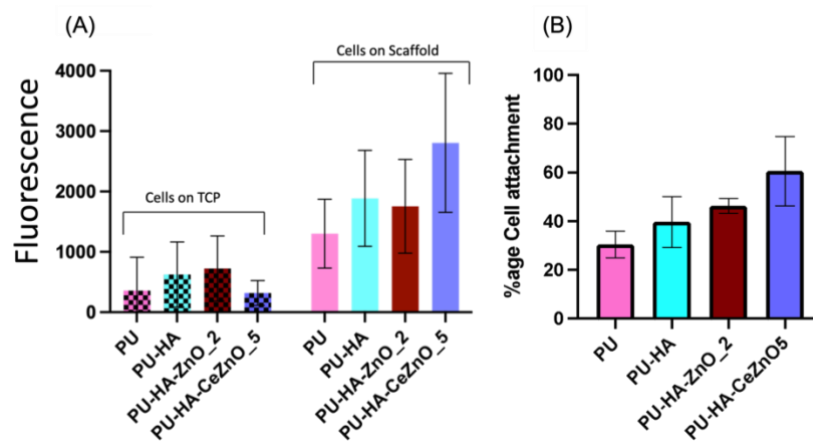 (A)
Cells on Scaffold
Fluorescence
4000
3000
2000
1000
0
Cells on TCP
PU
PU-HA
PU-HA-ZnO_2
PU-HA-CeZnO_5
PU
PU-HA
PU-HA-ZnO_2
PU-HA-CeZnO_5
(B)
%age Cell attachment
100
80
60
40
20
0
PU
PU-HA
PU-HA-ZnO_2
PU-HA-CeZnO5